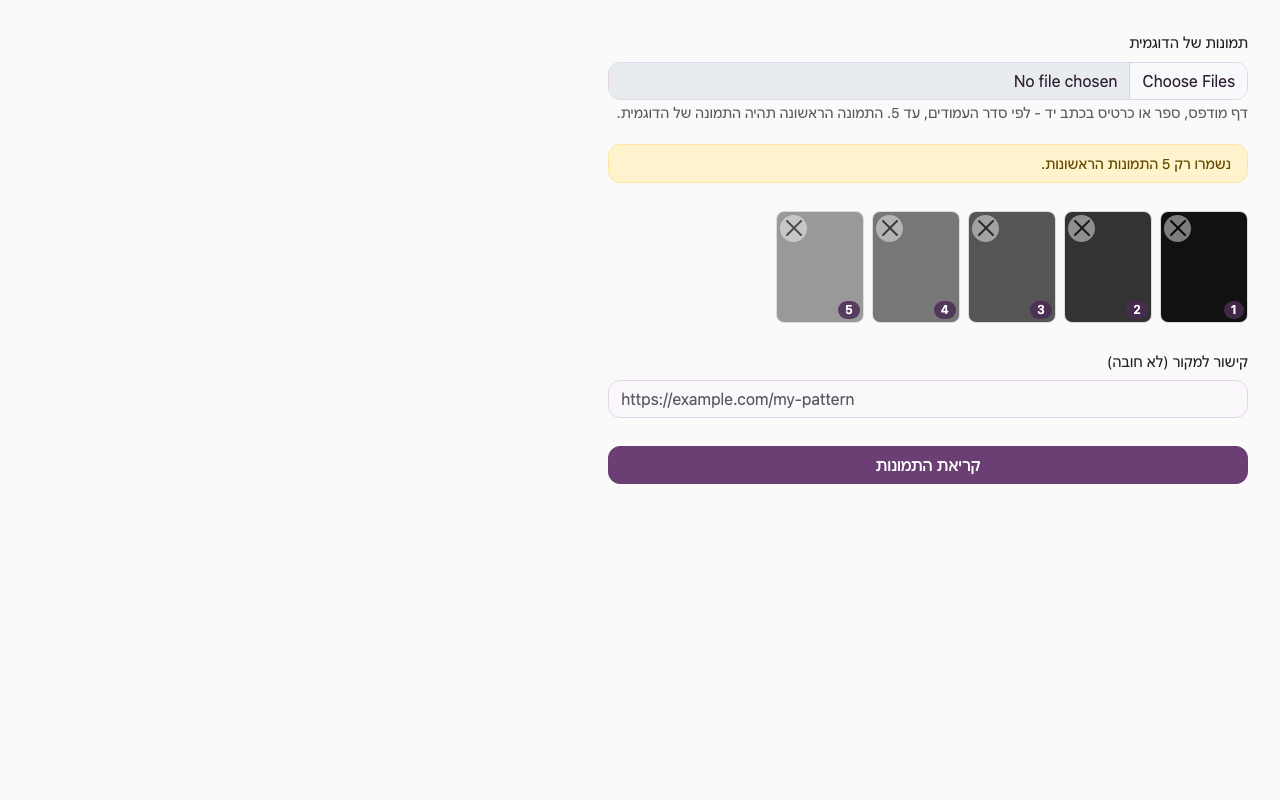 תמונות של הדוגמית
Choose Files No file chosen
דף מודפס, ספר או כרטיס בכתב יד - לפי סדר העמודים, עד 5. התמונה הראשונה תהיה התמונה של הדוגמית.
נשמרו רק 5 התמונות הראשונות.
1 2 3 4 5
קישור למקור (לא חובה)
https://example.com/my-pattern
קריאת התמונות